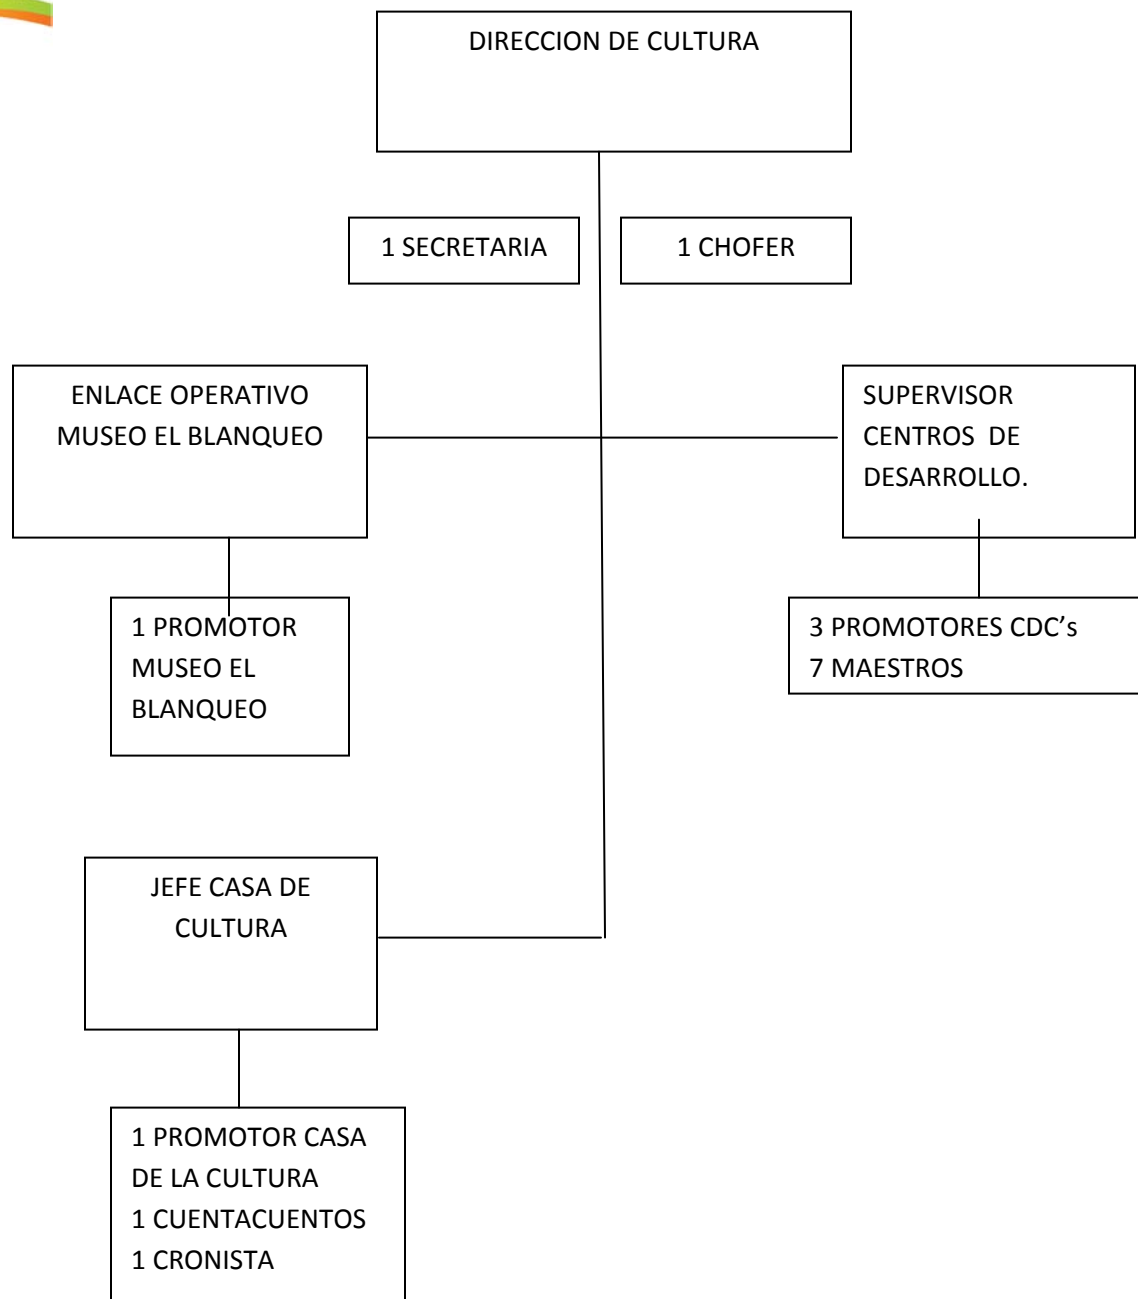 DIRECCION DE CULTURA
1 SECRETARIA
1 CHOFER
ENLACE OPERATIVO
MUSEO EL BLANQUEO
SUPERVISOR
CENTROS DE
DESARROLLO.
1 PROMOTOR
MUSEO EL
BLANQUEO
3 PROMOTORES CDC’s
7 MAESTROS
JEFE CASA DE
CULTURA
1 PROMOTOR CASA
DE LA CULTURA
1 CUENTACUENTOS
1 CRONISTA